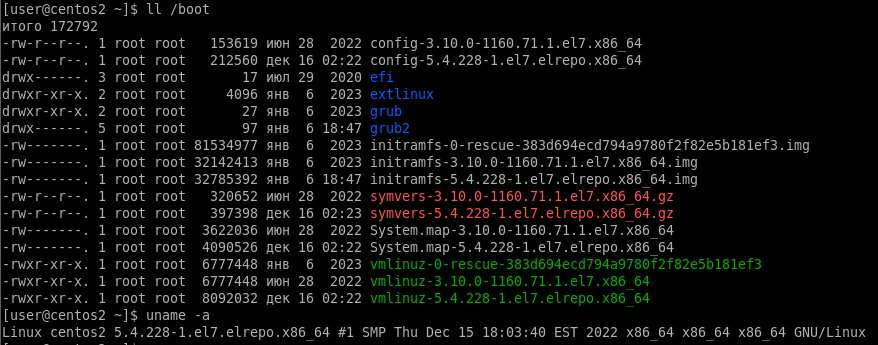 [user@centos2 ~]$ ll /boot
итого 172792
-rw-r--r--. 1 root root   153619 июн 28  2022 config-3.10.0-1160.71.1.el7.x86_64
-rw-r--r--. 1 root root   212560 дек 16 02:22 config-5.4.228-1.el7.elrepo.x86_64
drwx------. 3 root root       17 июл 29  2020 efi
drwxr-xr-x. 2 root root     4096 янв  6  2023 extlinux
drwxr-xr-x. 2 root root       27 янв  6  2023 grub
drwx------. 5 root root       97 янв  6 18:47 grub2
-rw-------. 1 root root 81534977 янв  6  2023 initramfs-0-rescue-383d694ecd794a9780f2f82e5b181ef3.img
-rw-------. 1 root root 32142413 янв  6  2023 initramfs-3.10.0-1160.71.1.el7.x86_64.img
-rw-------. 1 root root 32785392 янв  6 18:47 initramfs-5.4.228-1.el7.elrepo.x86_64.img
-rw-r--r--. 1 root root   320652 июн 28  2022 symvers-3.10.0-1160.71.1.el7.x86_64.gz
-rw-r--r--. 1 root root   397398 дек 16 02:23 symvers-5.4.228-1.el7.elrepo.x86_64.gz
-rw-------. 1 root root  3622036 июн 28  2022 System.map-3.10.0-1160.71.1.el7.x86_64
-rw-------. 1 root root  4090526 дек 16 02:22 System.map-5.4.228-1.el7.elrepo.x86_64
-rwxr-xr-x. 1 root root  6777448 янв  6  2023 vmlinuz-0-rescue-383d694ecd794a9780f2f82e5b181ef3
-rwxr-xr-x. 1 root root  6777448 июн 28  2022 vmlinuz-3.10.0-1160.71.1.el7.x86_64
-rwxr-xr-x. 1 root root  8092032 дек 16 02:22 vmlinuz-5.4.228-1.el7.elrepo.x86_64
[user@centos2 ~]$ uname -a
Linux centos2 5.4.228-1.el7.elrepo.x86_64 #1 SMP Thu Dec 15 18:03:40 EST 2022 x86_64 x86_64 x86_64 GNU/Linux